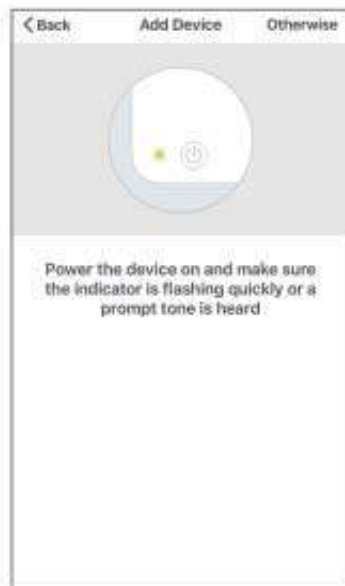 Back Add Device Otherwise
Power the device on and make sure
the indicator is flashing quickly or a
prompt tone is heard